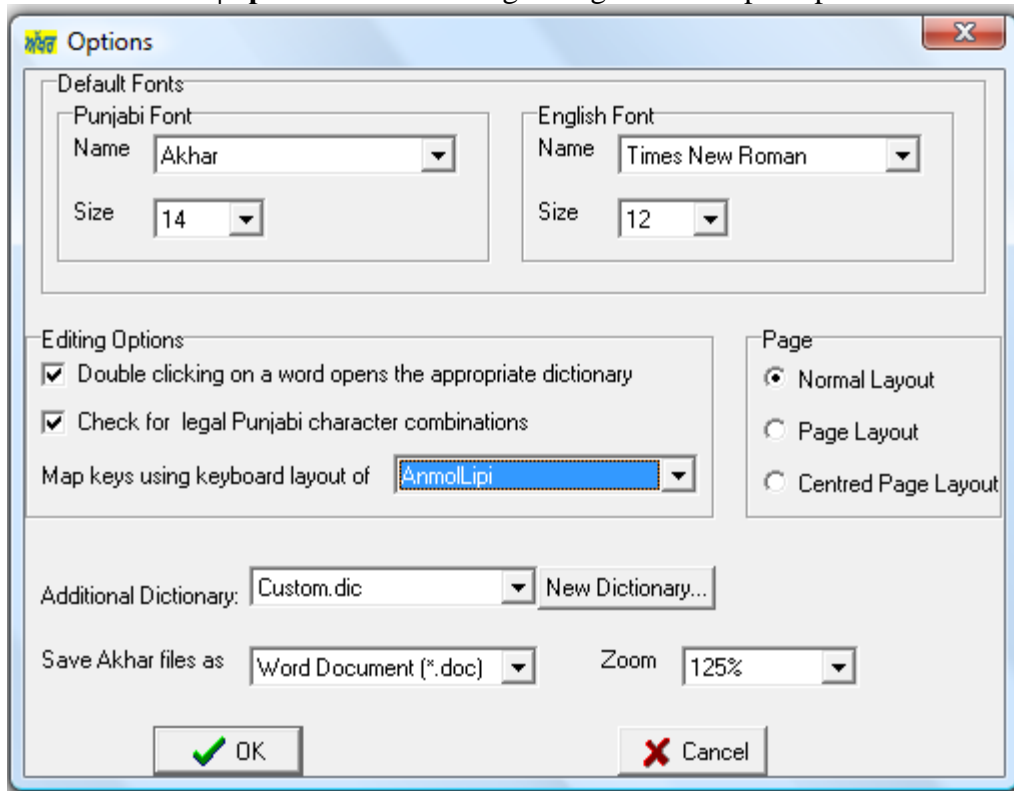 ਅੱਖਰ Options
Default Fonts
Punjabi Font
Name Akhar
Size 14
English Font
Name Times New Roman
Size 12
Editing Options
Double clicking on a word opens the appropriate dictionary
Check for legal Punjabi character combinations
Map keys using keyboard layout of AnmolLipi
Page
Normal Layout
Page Layout
Centred Page Layout
Additional Dictionary: Custom.dic New Dictionary...
Save Akhar files as Word Document (*.doc) Zoom 125%
OK Cancel